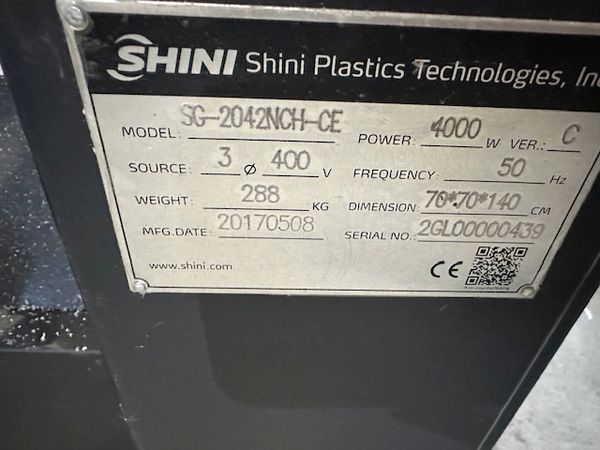 SHINI Shini Plastics Technologies, Inc
MODEL: SG-2042NCH-CE POWER: 4000 W VER.: C
SOURCE: 3 ø 400 V FREQUENCY: 50 Hz
WEIGHT: 288 KG DIMENSION: 70*70*140 CM
MFG.DATE: 20170508 SERIAL NO. 2GL00000439
www.shini.com CE